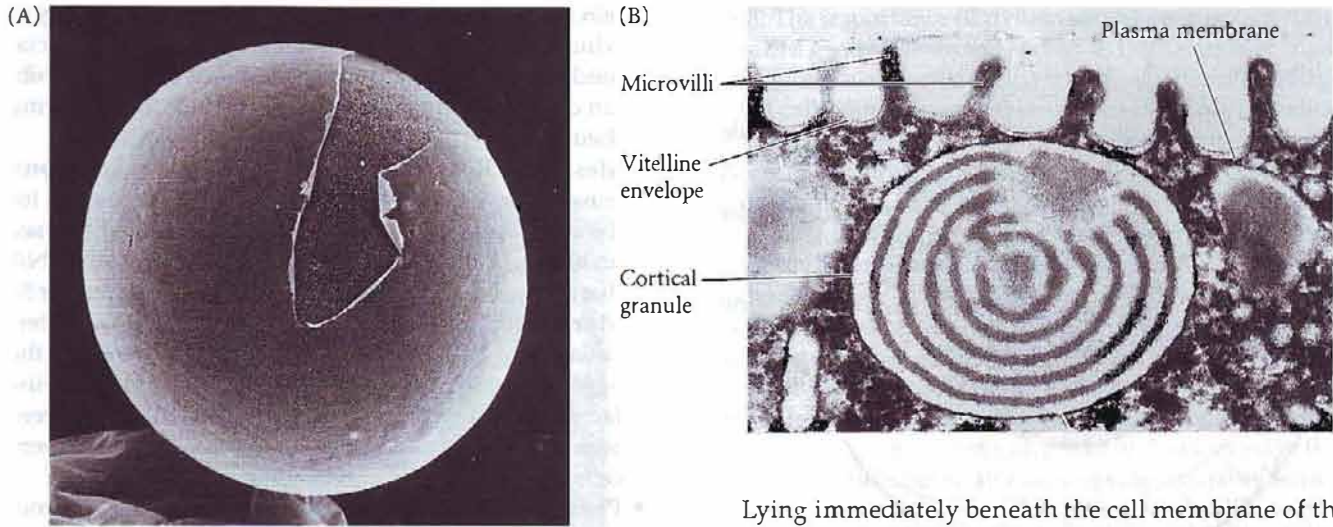 (A)
(B)
Plasma membrane
Microvilli
Vitelline
envelope
Cortical
granule
Lying immediately beneath the cell membrane of th